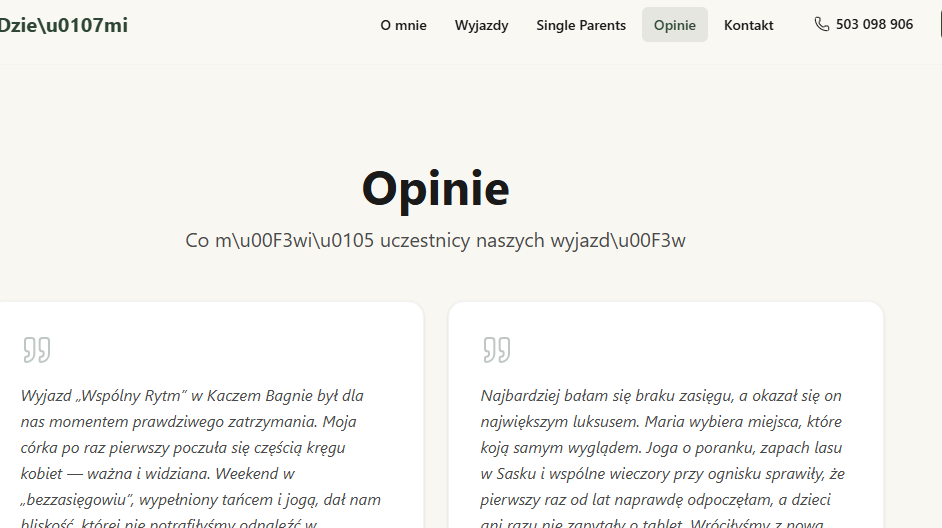 Dzie\u0107mi
O mnie
Wyjazdy
Single Parents
Opinie
Kontakt
503 098 906
Opinie
Co m\u00F3wi\u0105 uczestnicy naszych wyjazd\u00F3w
Wyjazd „Wspólny Rytm” w Kaczem Bagnie był dla
nas momentem prawdziwego zatrzymania. Moja
córka po raz pierwszy poczuła się częścią kręgu
kobiet — ważna i widziana. Weekend w
„bezzasięgowiu”, wypełniony tańcem i jogą, dał nam
bliskość, której nie potrafiłyśmy odnaleźć w
Najbardziej bałam się braku zasięgu, a okazał się on
największym luksusem. Maria wybiera miejsca, które
koją samym wyglądem. Joga o poranku, zapach lasu
w Sasku i wspólne wieczory przy ognisku sprawiły, że
pierwszy raz od lat naprawdę odpoczęłam, a dzieci
ani razu nie zapytały o tablet. Wróciłyśmy z nową